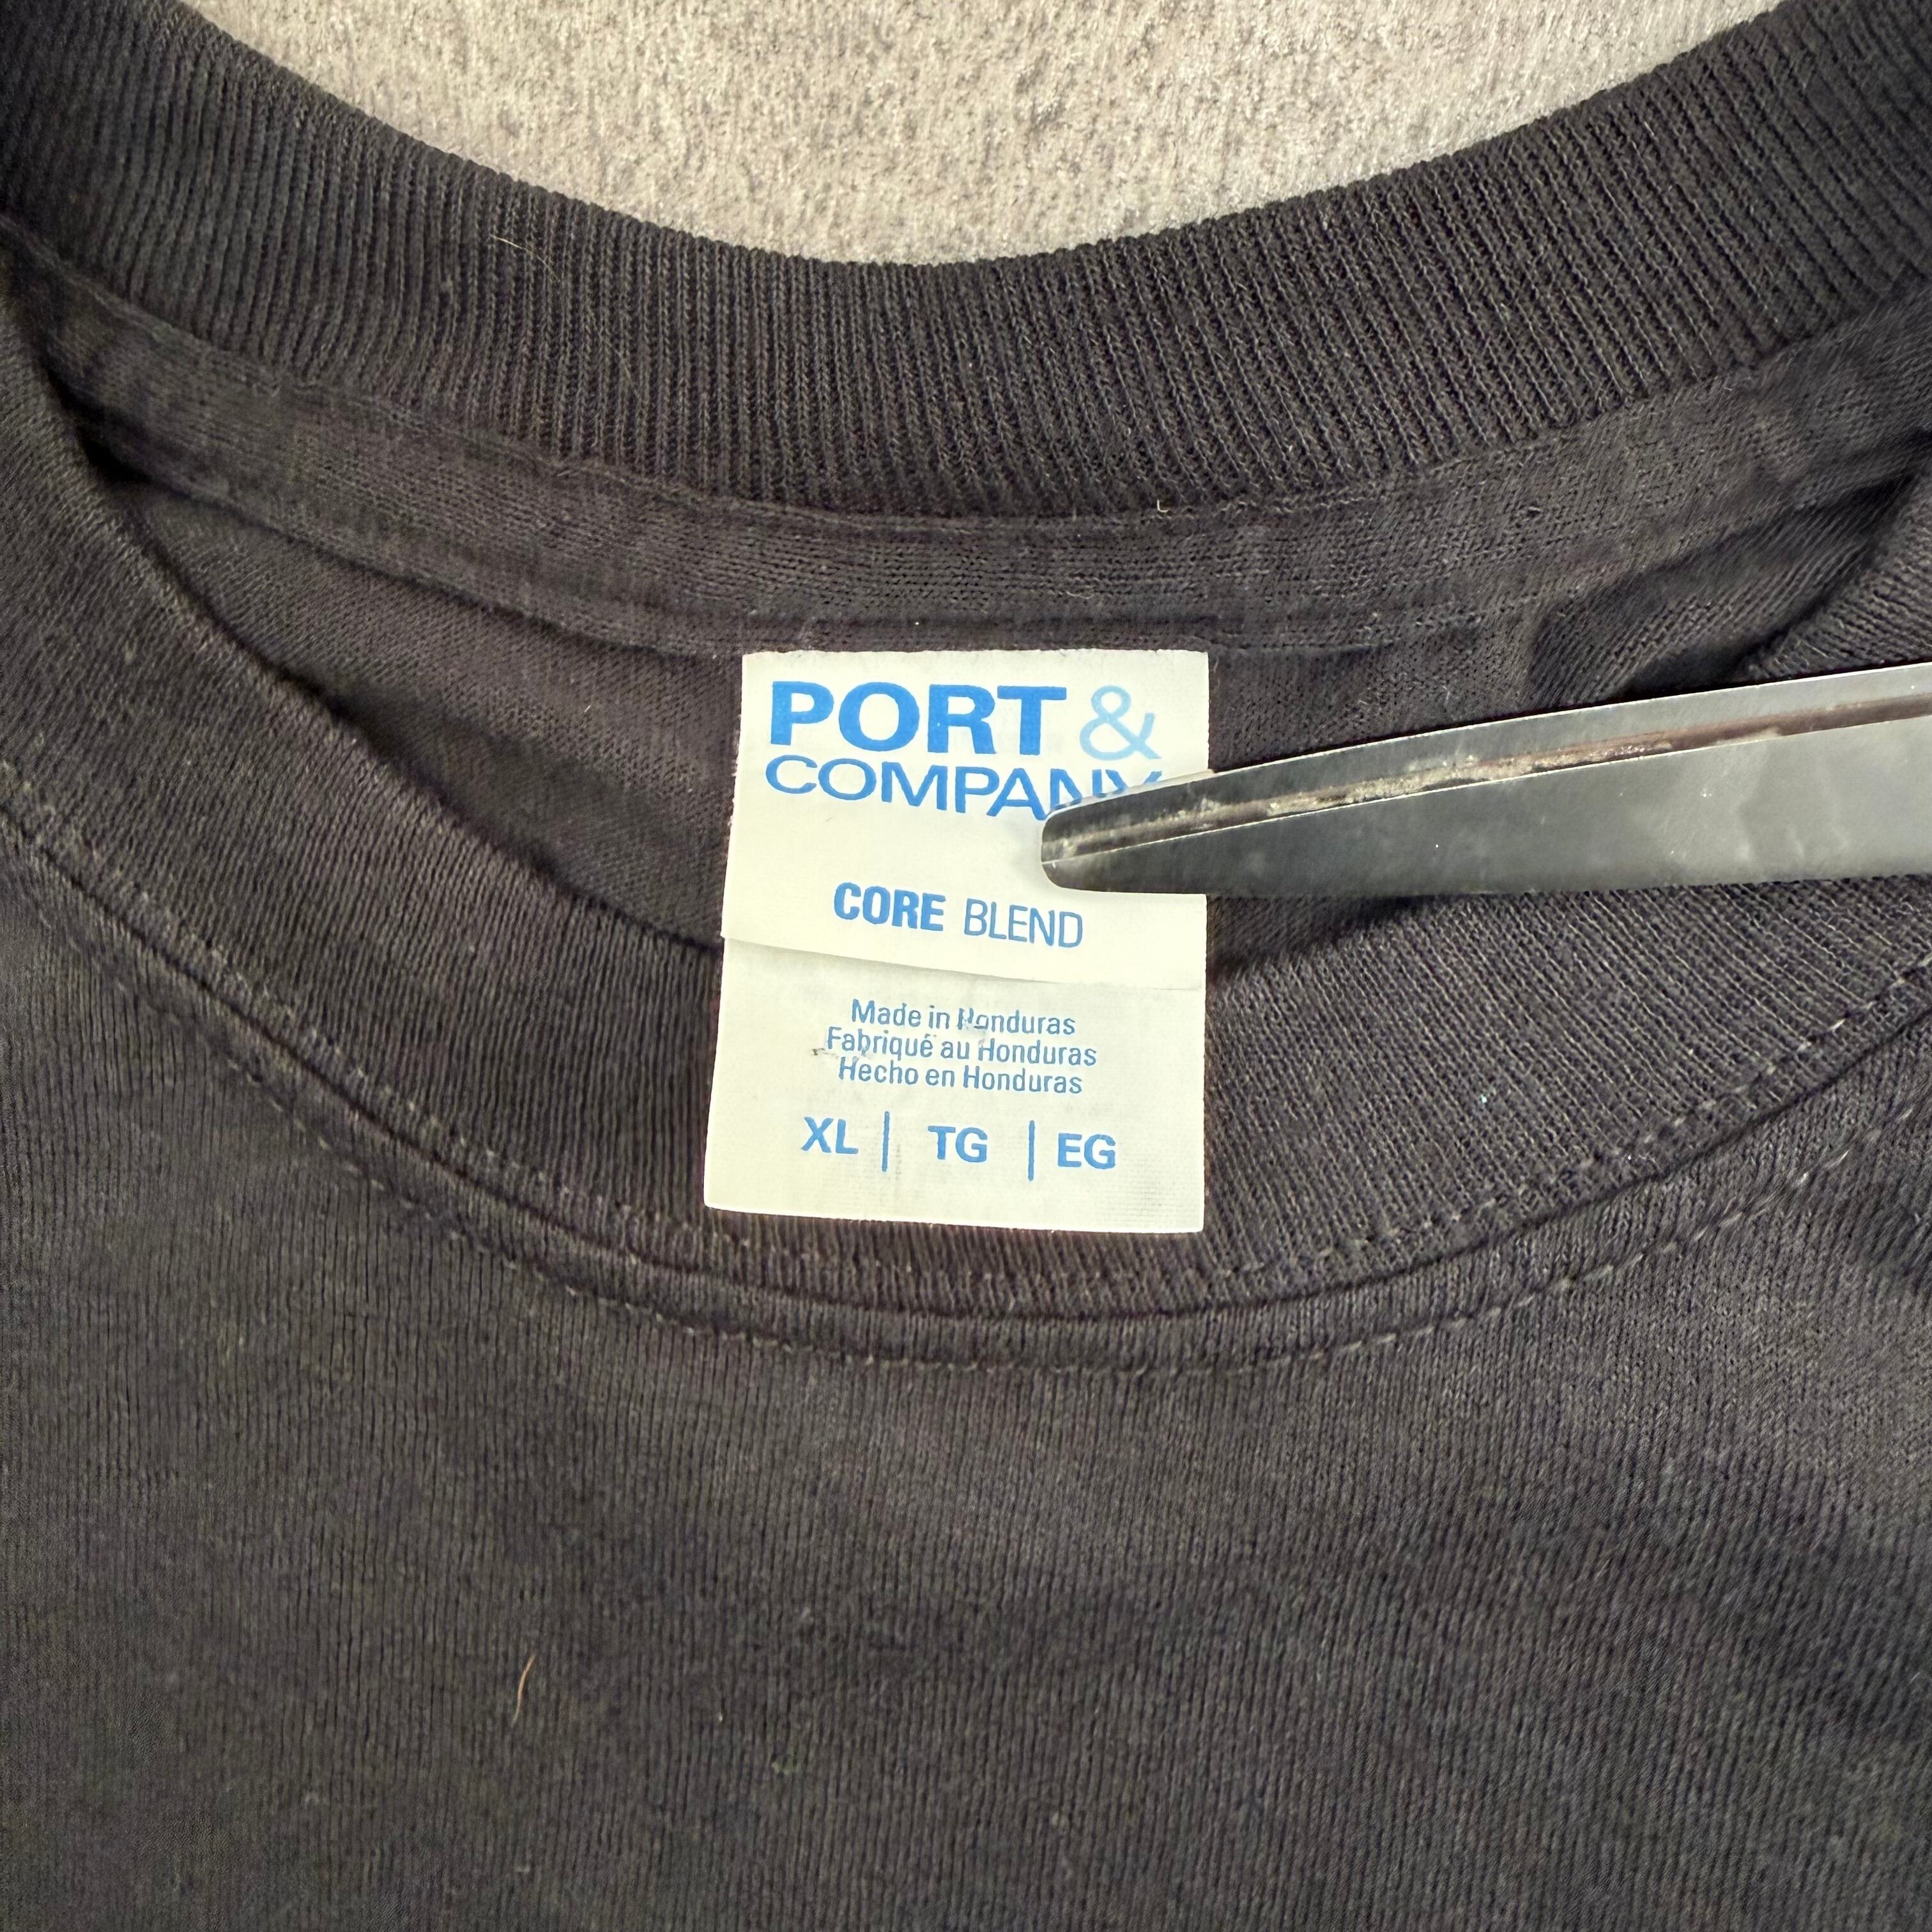 PORT &
COMPANY
CORE BLEND
Made in Honduras
Fabriqué au Honduras
Hecho en Honduras
XL | TG | EG